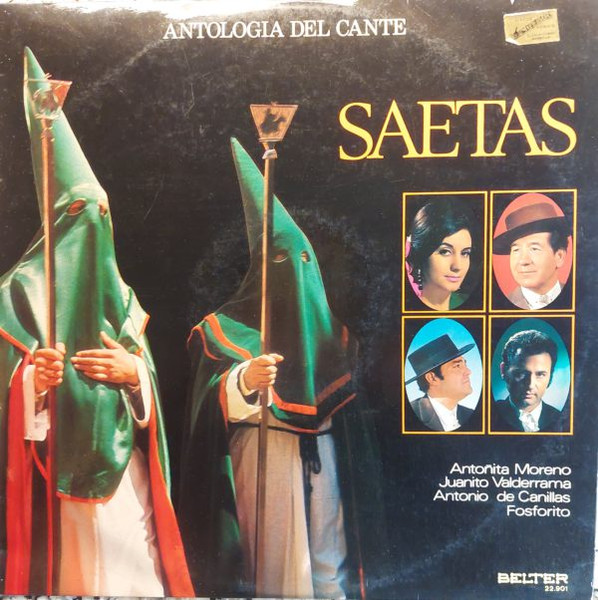 ANTOLOGIA DEL CANTE
SAETAS
Antoñita Moreno
Juanito Valderrama
Antonio de Canillas
Fosforito
BELTER
22.901